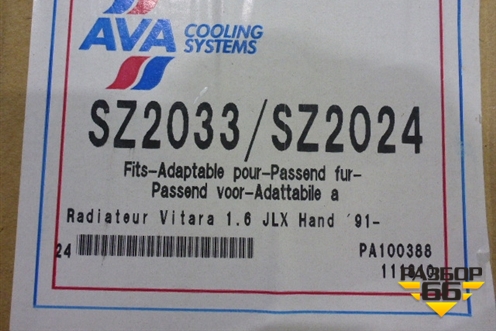 AVA COOLING
SYSTEMS
SZ2033/SZ2024
Fits-Adaptable pour-Passend fur-
Passend voor-Adattabile a
Radiateur Vitara 1.6 JLX Hand '91-
24
PA100388
РАЗБОР
66